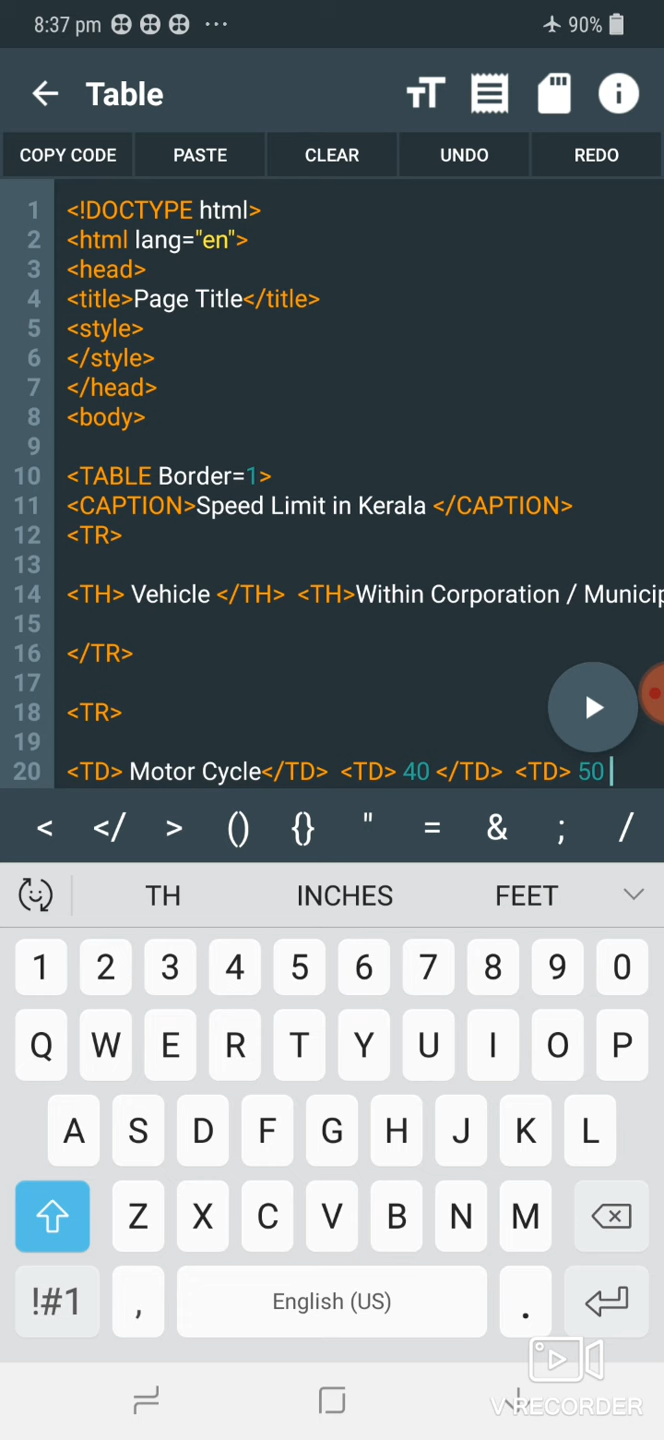 8:37 pm ... 90%
Table
COPY CODE PASTE CLEAR UNDO REDO
1 <!DOCTYPE html>
2 <html lang="en">
3 <head>
4 <title>Page Title</title>
5 <style>
6 </style>
7 </head>
8 <body>
9
10 <TABLE Border=1>
11 <CAPTION>Speed Limit in Kerala </CAPTION>
12 <TR>
13
14 <TH> Vehicle </TH> <TH>Within Corporation / Municip
15
16 </TR>
17
18 <TR>
19
20 <TD> Motor Cycle</TD> <TD> 40 </TD> <TD> 50
< </ > () {} " = & ; /
TH INCHES FEET
1 2 3 4 5 6 7 8 9 0
Q W E R T Y U I O P
A S D F G H J K L
Z X C V B N M
!#1 , English (US) .
V RECORDER